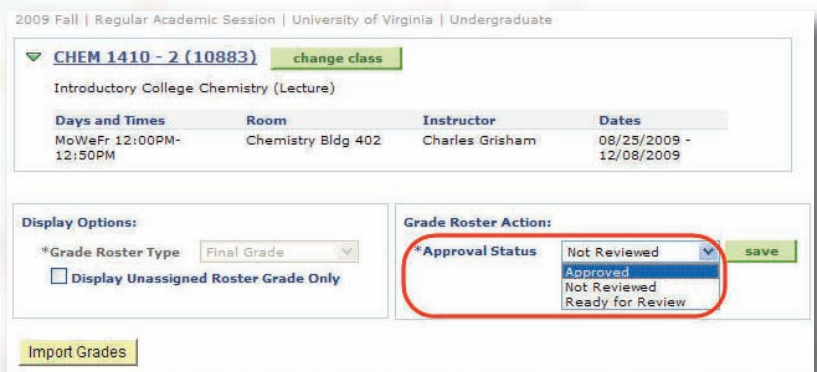 2009 Fall | Regular Academic Session | University of Virginia | Undergraduate
CHEM 1410 - 2 (10883) change class
Introductory College Chemistry (Lecture)
Days and Times Room Instructor Dates
MoWeFr 12:00PM- Chemistry Bldg 402 Charles Grisham 08/25/2009 -
12:50PM 12/08/2009
Display Options:
*Grade Roster Type Final Grade
Display Unassigned Roster Grade Only
Grade Roster Action:
*Approval Status Not Reviewed save
Approved
Not Reviewed
Ready for Review
Import Grades